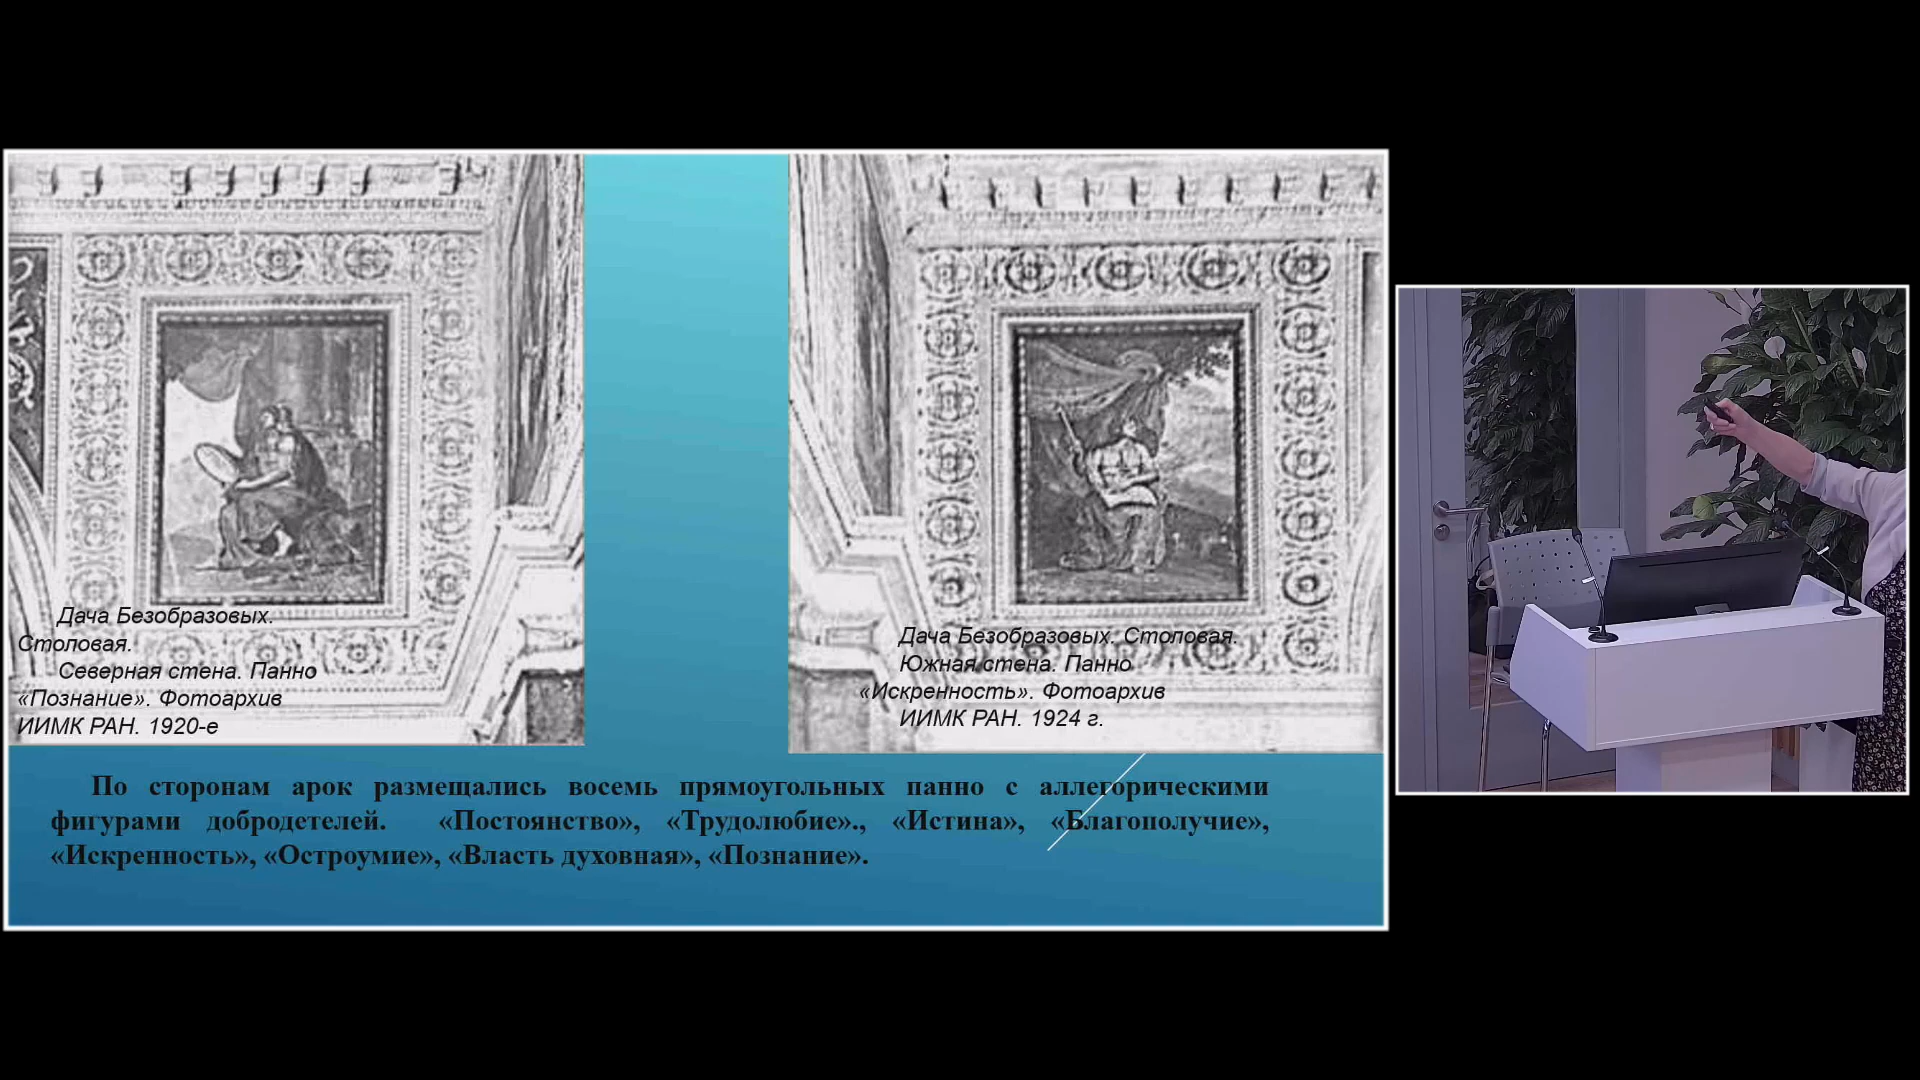 Дача Безобразовых.
Столовая.
Северная стена. Панно
«Познание». Фотоархив
ИИМК РАН. 1920-е
Дача Безобразовых. Столовая.
Южная стена. Панно
«Искренность». Фотоархив
ИИМК РАН. 1924 г.
По сторонам арок размещались восемь прямоугольных панно с аллегорическими
фигурами добродетелей. «Постоянство», «Трудолюбие»., «Истина», «Благополучие»,
«Искренность», «Остроумие», «Власть духовная», «Познание».